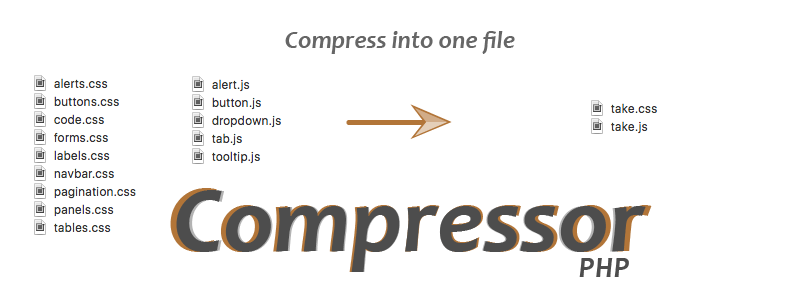 Compress into one file
alerts.css
buttons.css
code.css
forms.css
labels.css
navbar.css
pagination.css
panels.css
tables.css
alert.js
button.js
dropdown.js
tab.js
tooltip.js
take.css
take.js
Compressor
PHP